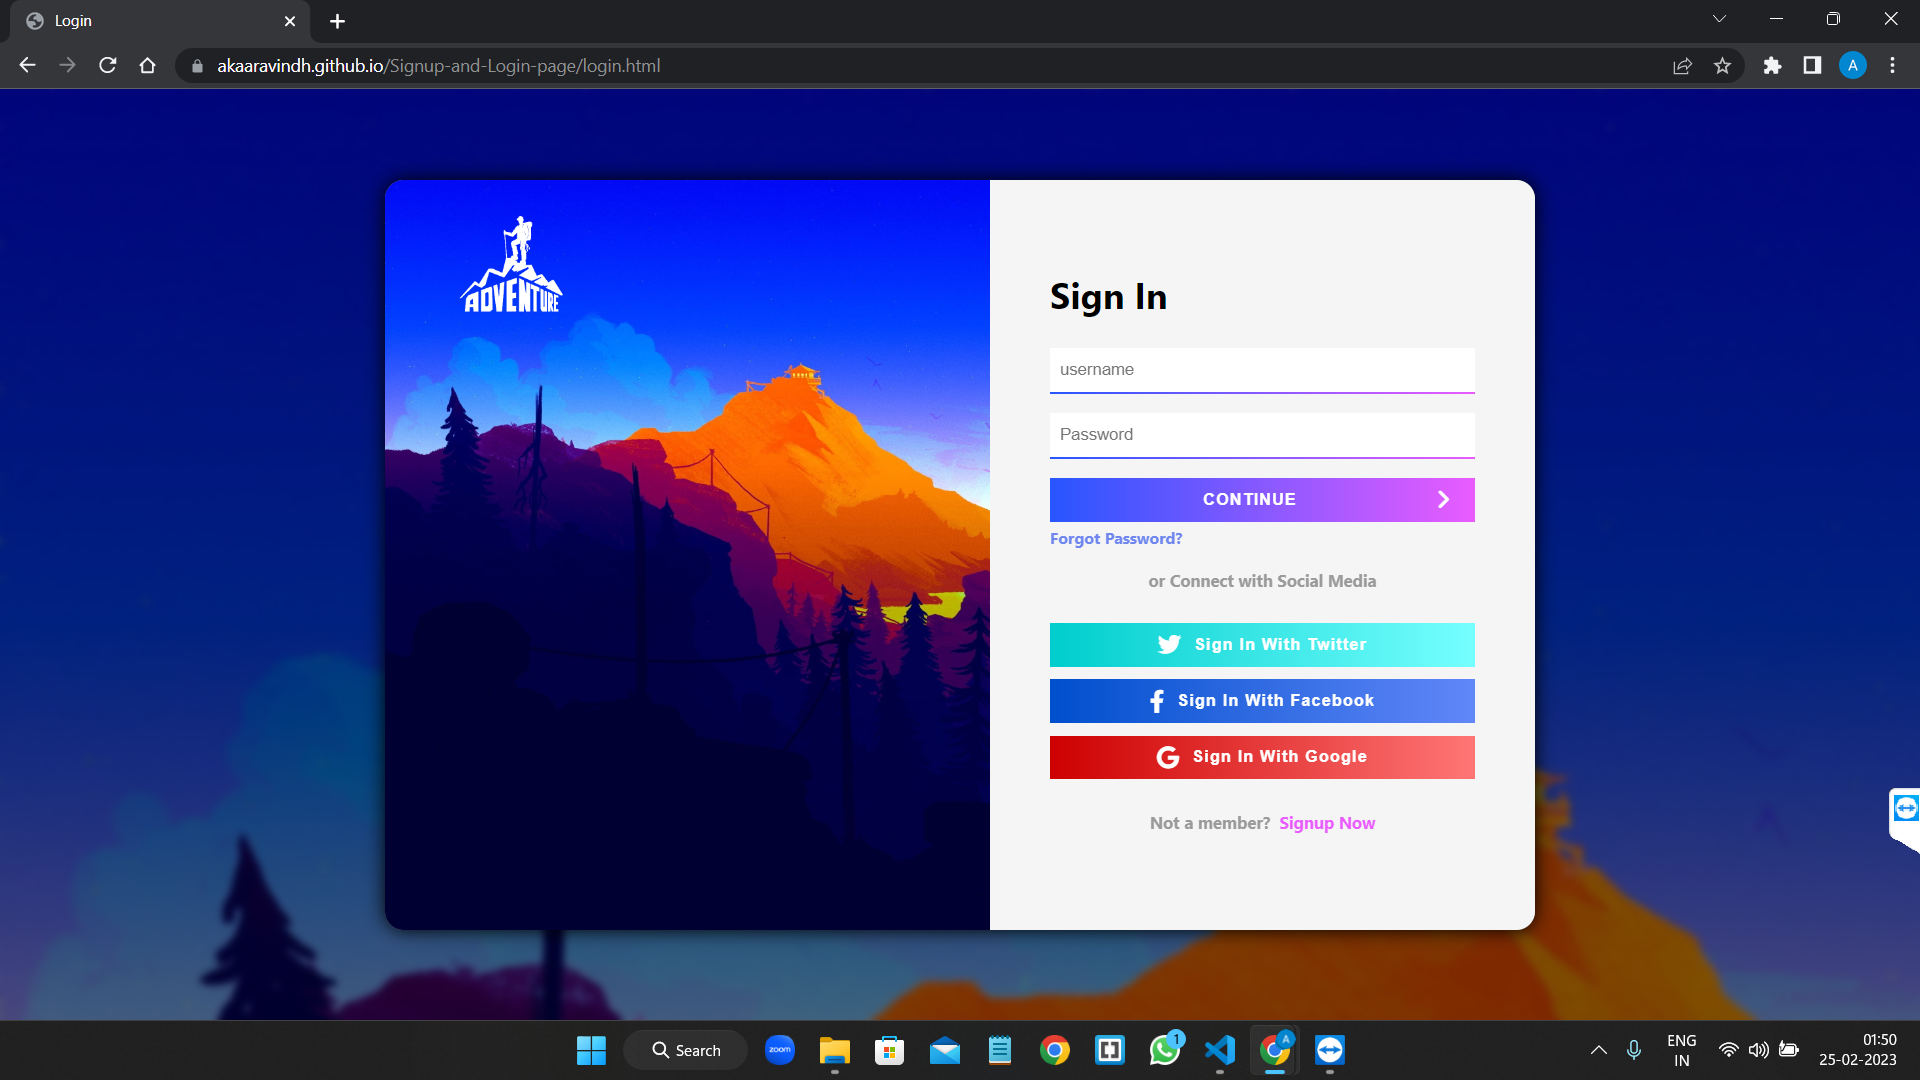 Login
akaaravindh.github.io/Signup-and-Login-page/login.html
A
ADVENTURE
Sign In
username
Password
CONTINUE
Forgot Password?
or Connect with Social Media
Sign In With Twitter
Sign In With Facebook
Sign In With Google
Not a member? Signup Now
Search
zoom
1
A
ENG
IN
01:50
25-02-2023